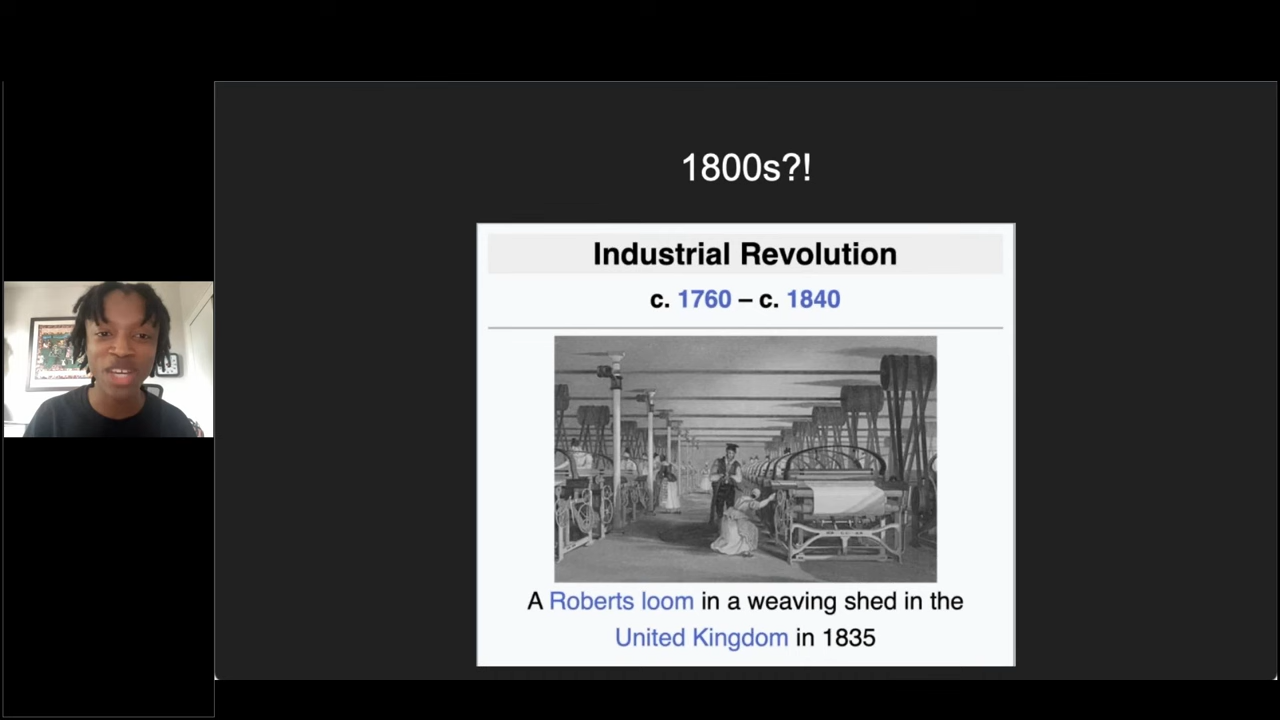 1800s?!
Industrial Revolution
c. 1760 – c. 1840
A Roberts loom in a weaving shed in the
United Kingdom in 1835